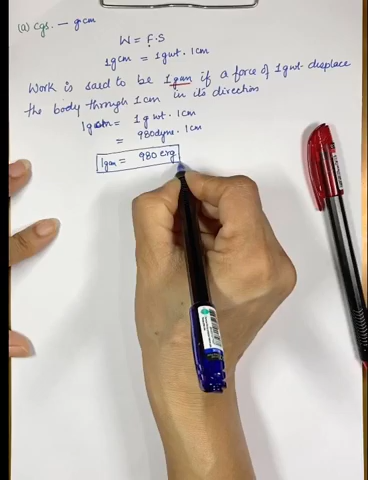 (a) cgs. - gcm
W = F.S
1gcm = 1gwt. 1cm
Work is said to be 1gcm if a force of 1gwt. displace
the body through 1cm in its direction
1gcm = 1g wt. 1cm
= 980dyne. 1cm
1gcm = 980 erg